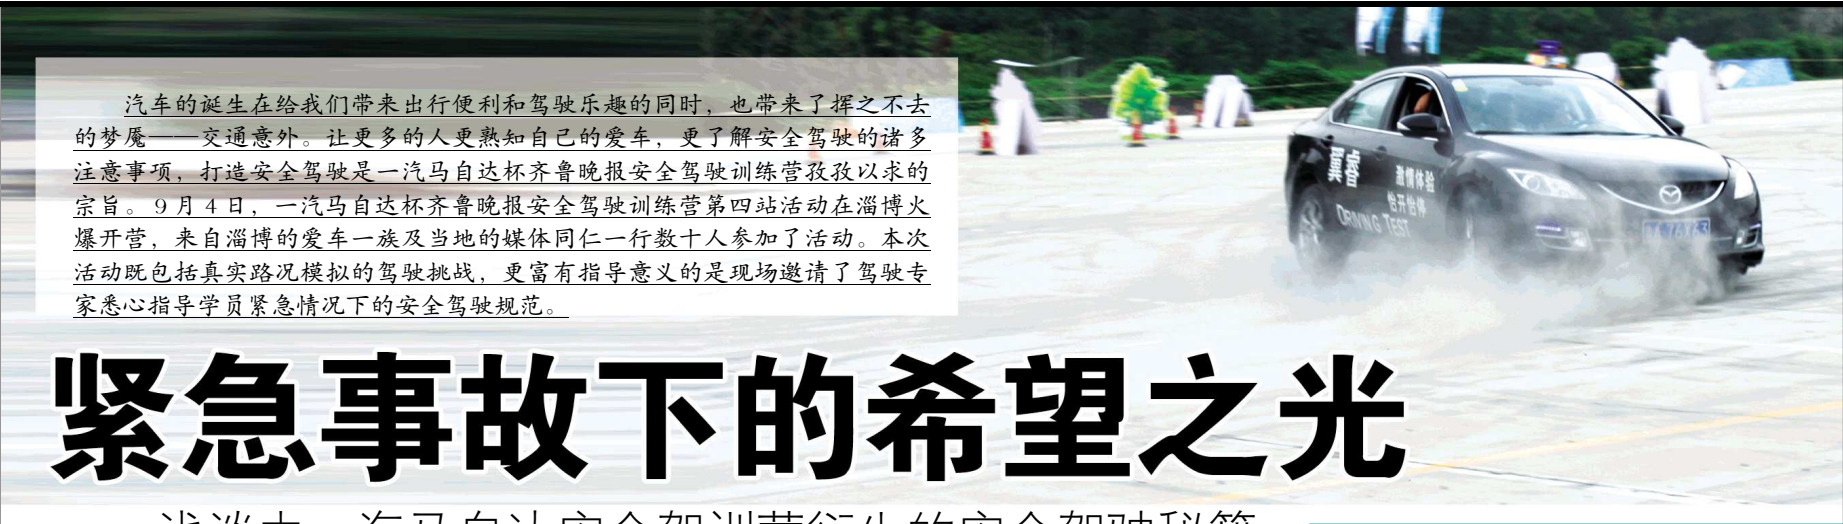 汽车的诞生在给我们带来出行便利和驾驶乐趣的同时，也带来了挥之不去
的梦魇——交通意外。让更多的人更熟知自己的爱车，更了解安全驾驶的诸多
注意事项，打造安全驾驶是一汽马自达杯齐鲁晚报安全驾驶训练营孜孜以求的
宗旨。9月4日，一汽马自达杯齐鲁晚报安全驾驶训练营第四站活动在淄博火
爆开营，来自淄博的爱车一族及当地的媒体同仁一行数十人参加了活动。本次
活动既包括真实路况模拟的驾驶挑战，更富有指导意义的是现场邀请了驾驶专
家悉心指导学员紧急情况下的安全驾驶规范。
激情体验
DRIVING TEST
紧急事故下的希望之光